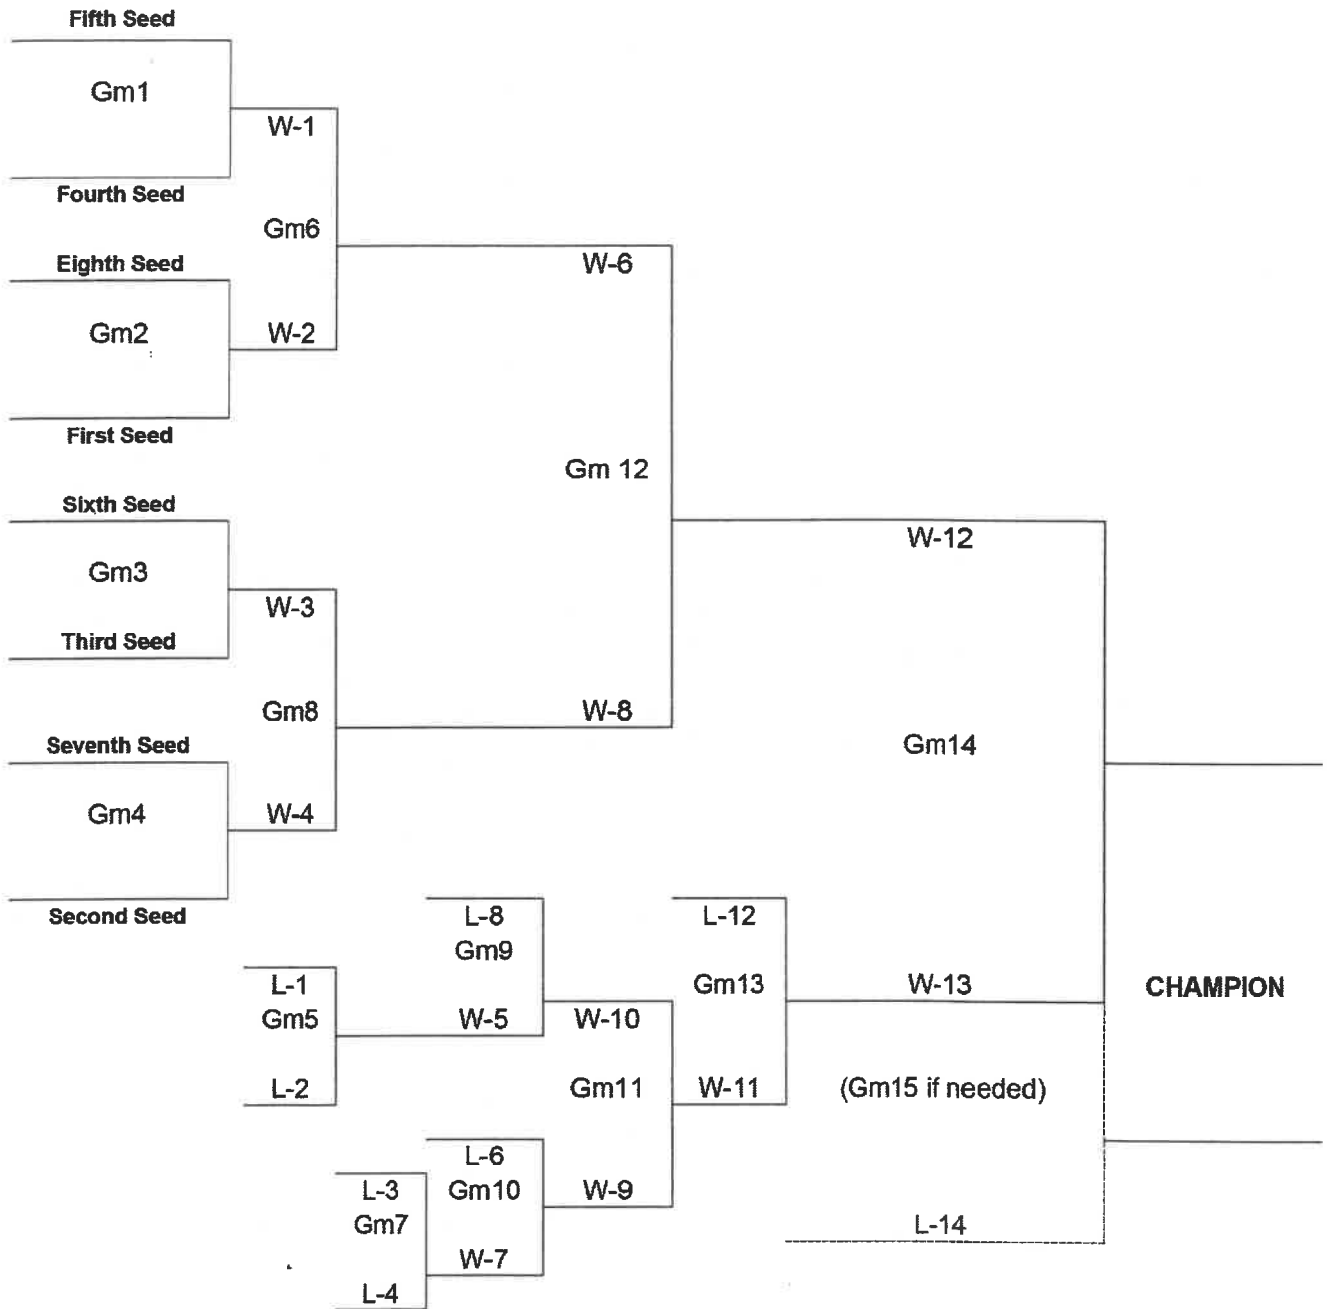 Fifth Seed
Gm1
W-1
Fourth Seed
Gm6
Eighth Seed
W-6
Gm2
W-2
First Seed
Gm 12
Sixth Seed
W-12
Gm3
W-3
Third Seed
Gm8
W-8
Seventh Seed
Gm14
Gm4
W-4
Second Seed
L-8
L-12
Gm9
L-1
Gm13
W-13
CHAMPION
Gm5
W-5
W-10
L-2
Gm11
W-11
(Gm15 if needed)
L-6
L-3
Gm10
W-9
Gm7
L-14
W-7
L-4